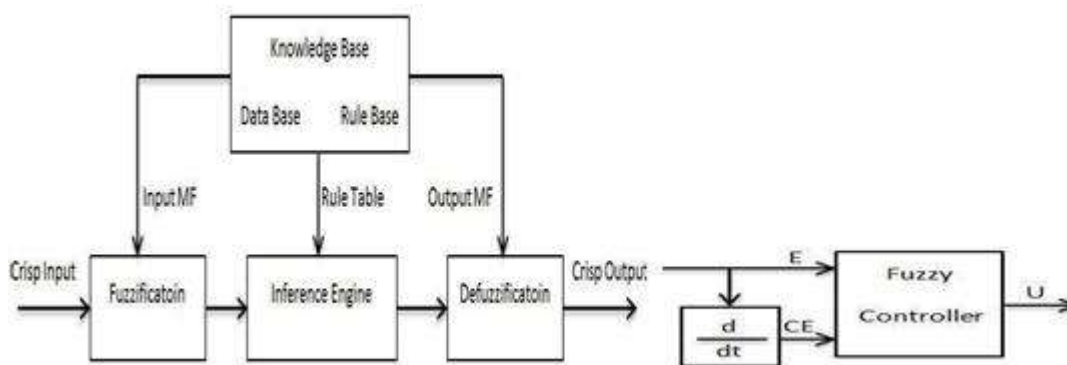 Knowledge Base
Data Base Rule Base
Input MF
Rule Table
Output MF
Crisp Input
Fuzzificatoin
Inference Engine
Defuzzificatoin
Crisp Output
E
d
dt
CE
Fuzzy
Controller
U